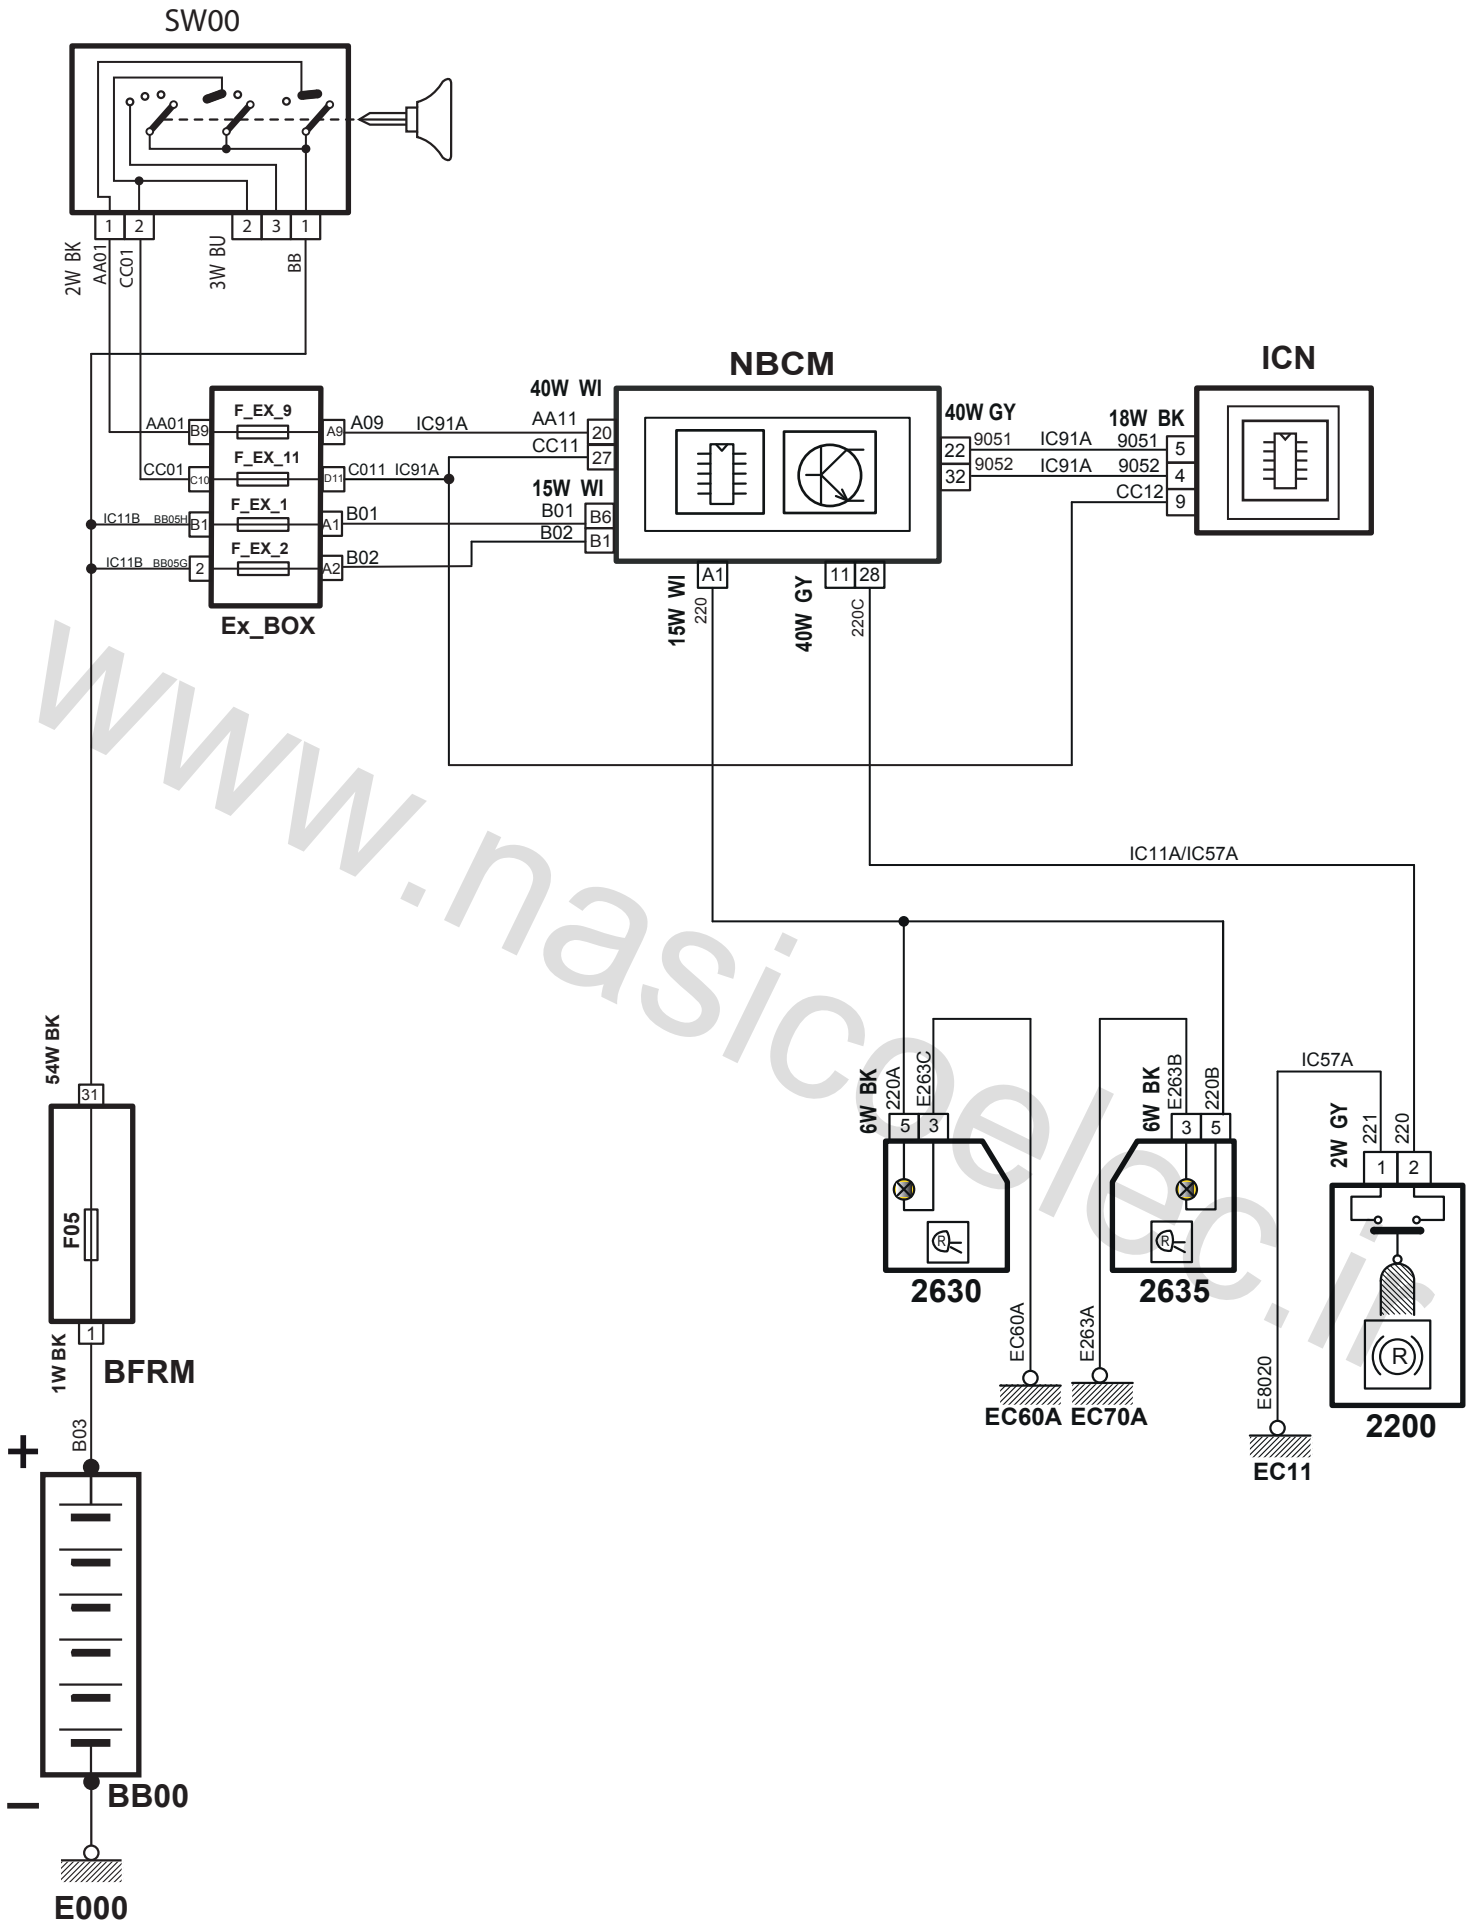 SW00
1 2 2 3 1
2W BK
AA01
CC01
3W BU
BB
NBCM
ICN
40W WI
40W GY
18W BK
F_EX_9
AA01 B9 A9 A09 IC91A AA11 20
CC11 27
22 9051 IC91A 9051 5
32 9052 IC91A 9052 4
CC12 9
F_EX_11
CC01 C10 D11 C011 IC91A
15W WI
F_EX_1
IC11B BB05H B1 A1 B01 B01 B6
B02 B1
F_EX_2
IC11B BB05G 2 A2 B02
Ex_BOX
A1 11 28
15W WI
220
40W GY
220C
www.nasicoelec.ir
IC11A/IC57A
54W BK
31
F05
1
1W BK
BFRM
B03
6W BK
220A
E263C
5 3
R
2630
EC60A
EC60A
6W BK
E263B
220B
3 5
R
2635
E263A
EC70A
IC57A
2W GY
221
220
1 2
R
2200
E8020
EC11
+
−
BB00
E000